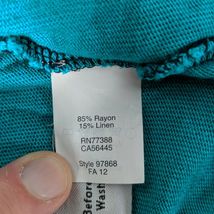 85% Rayon
15% Linen
RN77388
CA56445
Style 97868
FA 12
Before
Wash